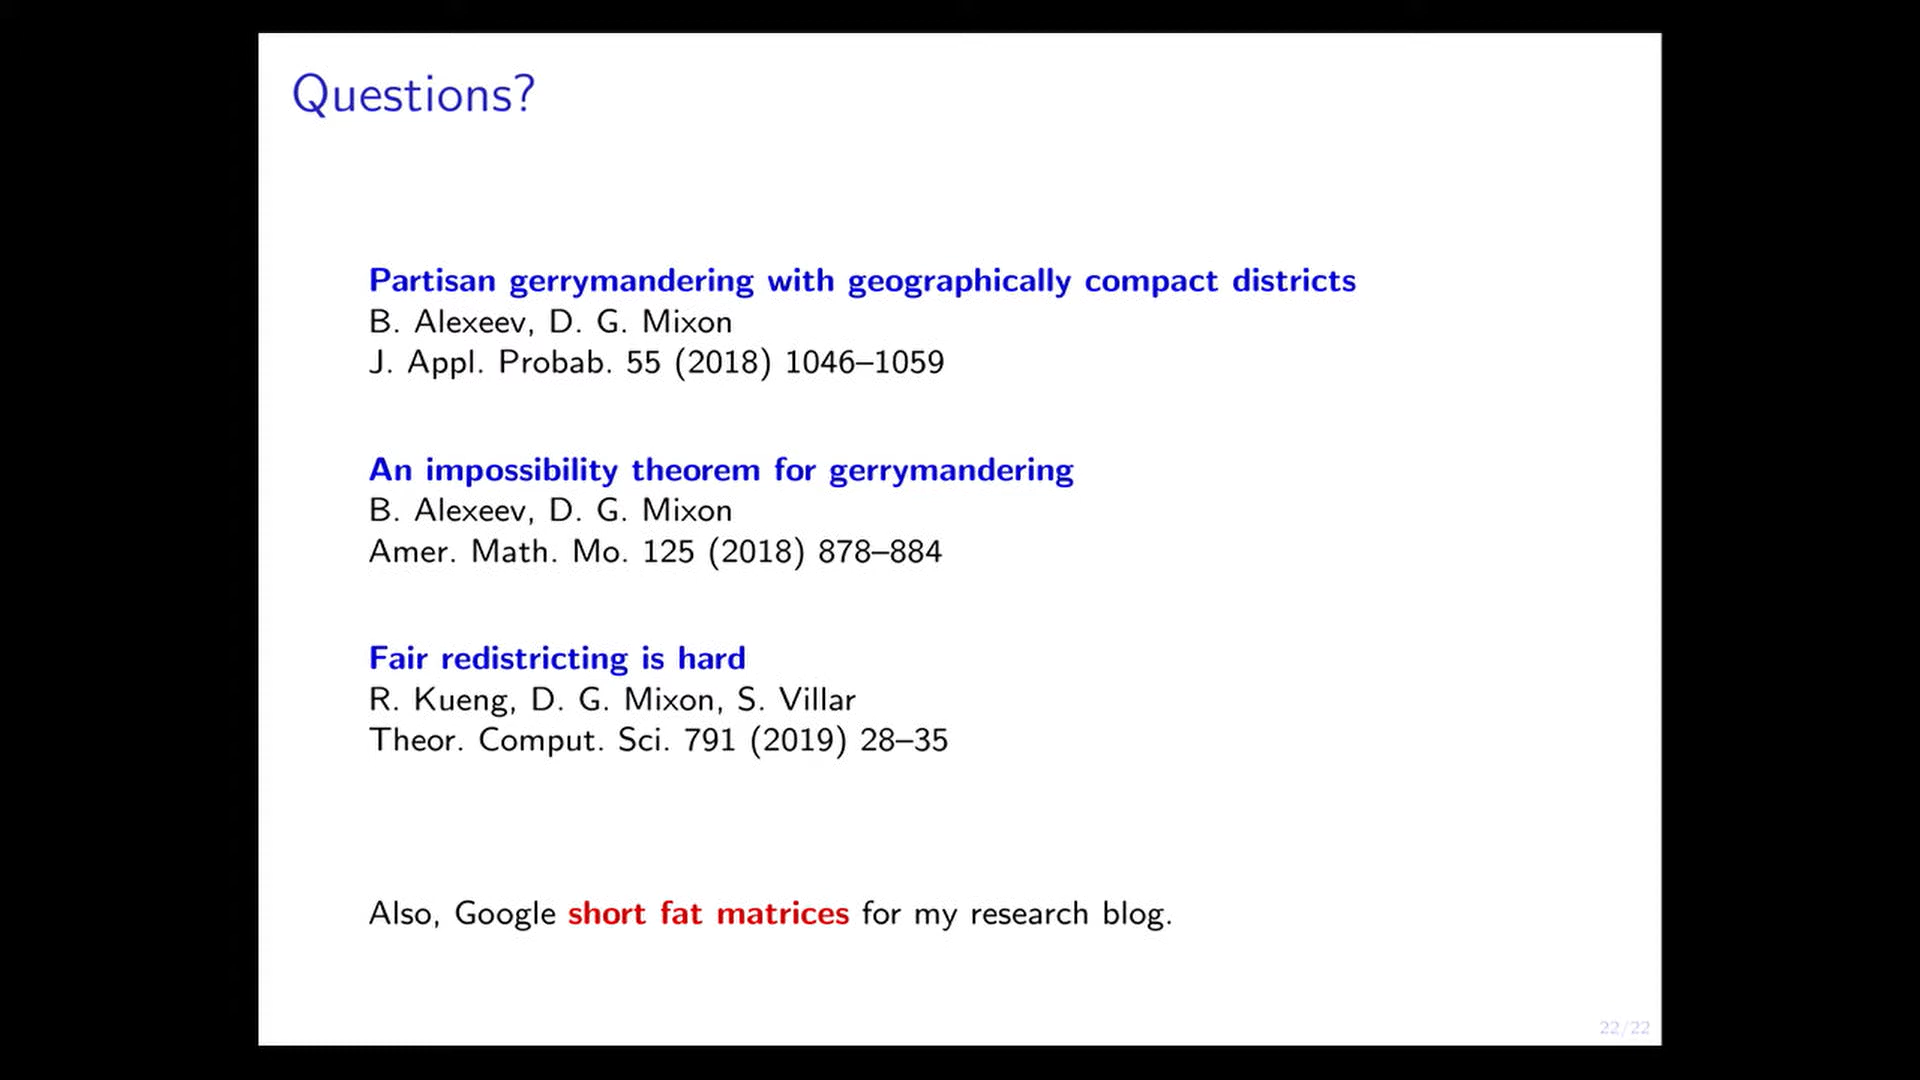 Questions?
Partisan gerrymandering with geographically compact districts
B. Alexeev, D. G. Mixon
J. Appl. Probab. 55 (2018) 1046–1059
An impossibility theorem for gerrymandering
B. Alexeev, D. G. Mixon
Amer. Math. Mo. 125 (2018) 878–884
Fair redistricting is hard
R. Kueng, D. G. Mixon, S. Villar
Theor. Comput. Sci. 791 (2019) 28–35
Also, Google short fat matrices for my research blog.
22/22